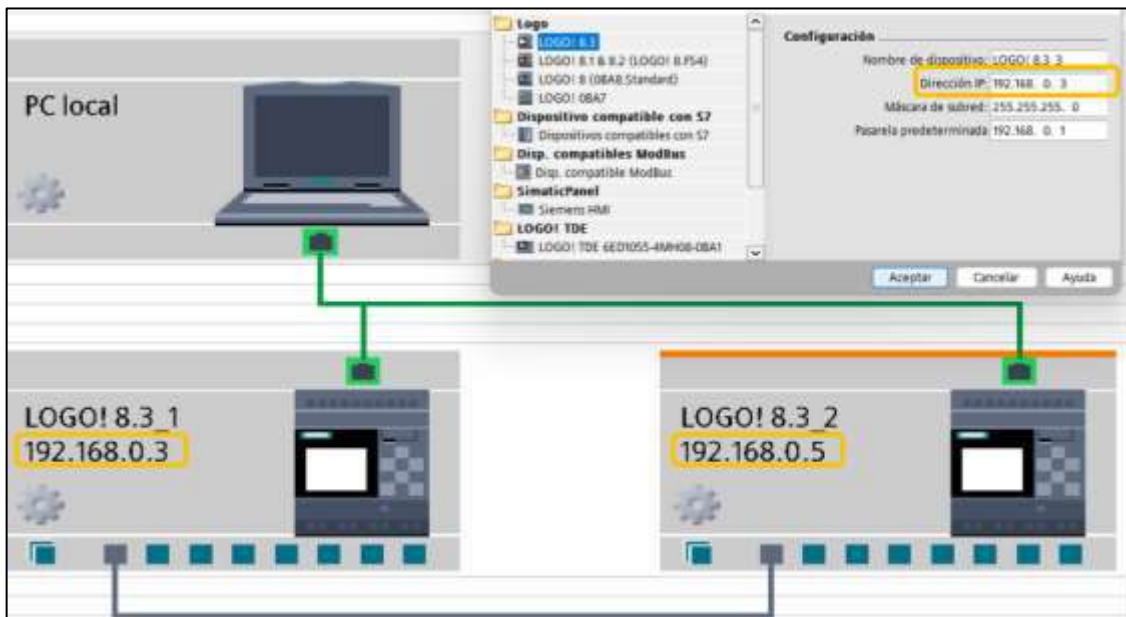 PC local
Logo
LOGO! 8.3
LOGO! 8.1 & 8.2 (LOGO! 8.FS4)
LOGO! 8 (0BA8.Standard)
LOGO! 0BA7
Dispositivo compatible con S7
Dispositivos compatibles con S7
Disp. compatibles ModBus
Disp. compatible ModBus
SimaticPanel
Siemens HMI
LOGO! TDE
LOGO! TDE 6ED1055-4MH08-0BA1
Configuración
Nombre de dispositivo: LOGO! 8.3_3
Dirección IP: 192.168. 0. 3
Máscara de subred: 255.255.255. 0
Pasarela predeterminada 192.168. 0. 1
Aceptar Cancelar Ayuda
LOGO! 8.3_1
192.168.0.3
LOGO! 8.3_2
192.168.0.5